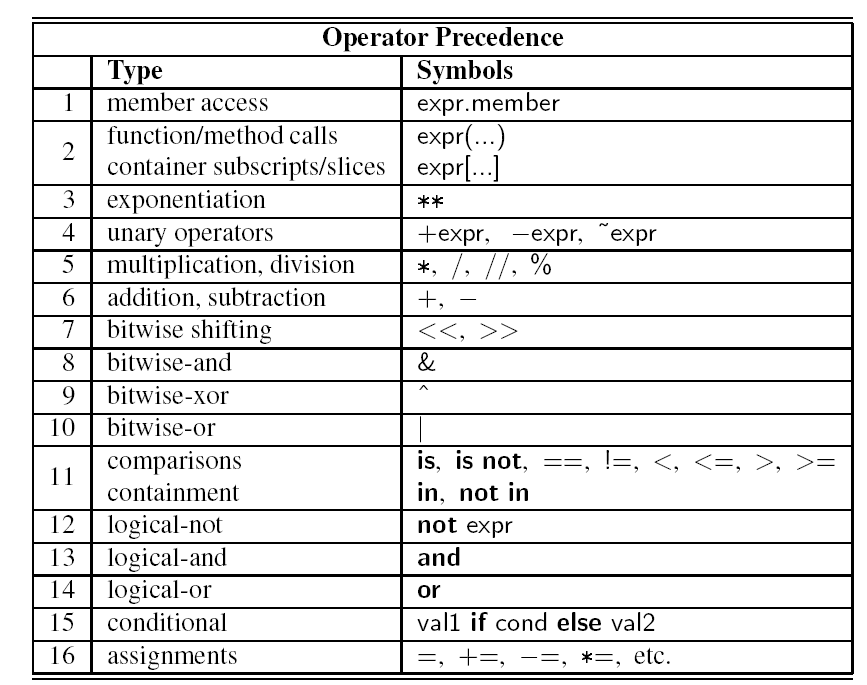 Operator Precedence
Type Symbols
1 member access expr.member
2 function/method calls expr(...)
container subscripts/slices expr[...]
3 exponentiation **
4 unary operators +expr, −expr, ˜expr
5 multiplication, division *, /, //, %
6 addition, subtraction +, −
7 bitwise shifting <<, >>
8 bitwise-and &
9 bitwise-xor ^
10 bitwise-or |
11 comparisons is, is not, ==, !=, <, <=, >, >=
containment in, not in
12 logical-not not expr
13 logical-and and
14 logical-or or
15 conditional val1 if cond else val2
16 assignments =, +=, −=, *=, etc.